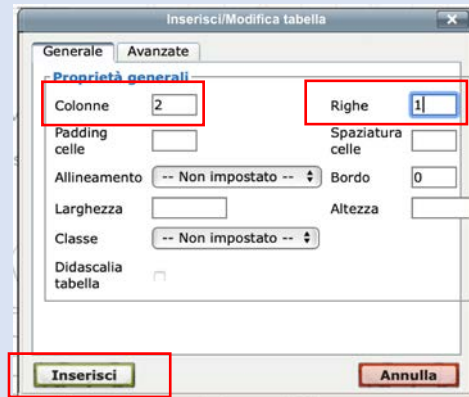 Inserisci/Modifica tabella
Generale Avanzate
Proprietà generali
Colonne 2 Righe 1
Padding celle Spaziatura celle
Allineamento -- Non impostato -- Bordo 0
Larghezza Altezza
Classe -- Non impostato --
Didascalia tabella
Inserisci Annulla